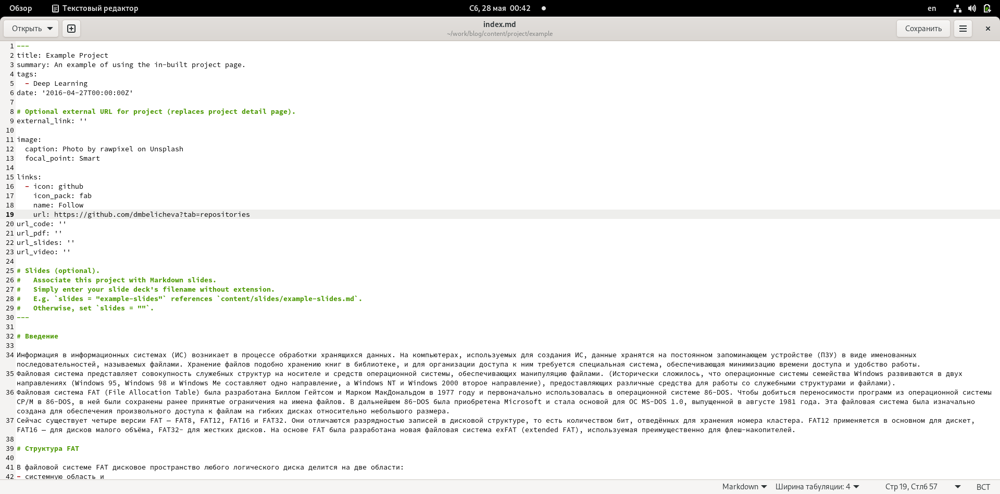 Обзор Текстовый редактор Сб, 28 мая 00:42 en
Открыть index.md Сохранить
~/work/blog/content/project/example
1 ---
2 title: Example Project
3 summary: An example of using the in-built project page.
4 tags:
5   - Deep Learning
6 date: '2016-04-27T00:00:00Z'
7
8 # Optional external URL for project (replaces project detail page).
9 external_link: ''
10
11 image:
12   caption: Photo by rawpixel on Unsplash
13   focal_point: Smart
14
15 links:
16   - icon: github
17     icon_pack: fab
18     name: Follow
19     url: https://github.com/dmbelicheva?tab=repositories
20 url_code: ''
21 url_pdf: ''
22 url_slides: ''
23 url_video: ''
24
25 # Slides (optional).
26 #   Associate this project with Markdown slides.
27 #   Simply enter your slide deck's filename without extension.
28 #   E.g. `slides = "example-slides"` references `content/slides/example-slides.md`.
29 #   Otherwise, set `slides = ""`.
30 ---
31
32 # Введение
33
34 Информация в информационных системах (ИС) возникает в процессе обработки хранящихся данных. На компьютерах, используемых для создания ИС, данные хранятся на постоянном запоминающем устройстве (ПЗУ) в виде именованных
последовательностей, называемых файлами. Хранение файлов подобно хранению книг в библиотеке, и для организации доступа к ним требуется специальная система, обеспечивающая минимизацию времени доступа и удобство работы.
35 Файловая система представляет совокупность служебных структур на носителе и средств операционной системы, обеспечивающих манипуляцию файлами. (Исторически сложилось, что операционные системы семейства Windows развиваются в двух
направлениях (Windows 95, Windows 98 и Windows Me составляют одно направление, а Windows NT и Windows 2000 второе направление), предоставляющих различные средства для работы со служебными структурами и файлами).
36 Файловая система FAT (File Allocation Table) была разработана Биллом Гейтсом и Марком МакДональдом в 1977 году и первоначально использовалась в операционной системе 86-DOS. Чтобы добиться переносимости программ из операционной системы
CP/M в 86-DOS, в ней были сохранены ранее принятые ограничения на имена файлов. В дальнейшем 86-DOS была приобретена Microsoft и стала основой для ОС MS-DOS 1.0, выпущенной в августе 1981 года. Эта файловая система была изначально
создана для обеспечения произвольного доступа к файлам на гибких дисках относительно небольшого размера.
37 Сейчас существует четыре версии FAT — FAT8, FAT12, FAT16 и FAT32. Они отличаются разрядностью записей в дисковой структуре, то есть количеством бит, отведённых для хранения номера кластера. FAT12 применяется в основном для дискет,
FAT16 — для дисков малого объёма, FAT32- для жестких дисков. На основе FAT была разработана новая файловая система exFAT (extended FAT), используемая преимущественно для флеш-накопителей.
38
39 # Структура FAT
40
41 В файловой системе FAT дисковое пространство любого логического диска делится на две области:
42 - системную область и
Markdown Ширина табуляции: 4 Стр 19, Стлб 57 ВСТ